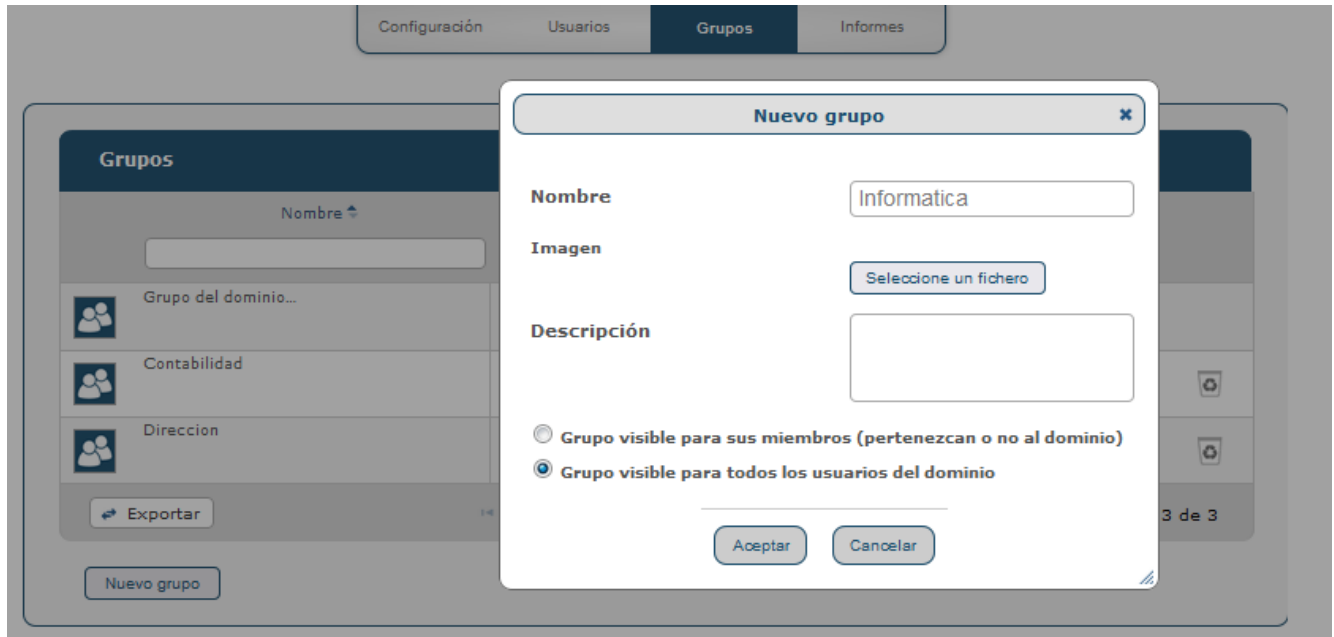 Configuración Usuarios Grupos Informes
Nuevo grupo
Grupos
Nombre
Informatica
Nombre
Imagen
Seleccione un fichero
Grupo del dominio...
Descripción
Contabilidad
Direccion
Grupo visible para sus miembros (pertenezcan o no al dominio)
Grupo visible para todos los usuarios del dominio
Exportar
3 de 3
Aceptar Cancelar
Nuevo grupo